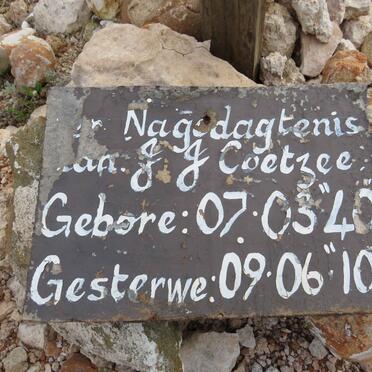 Nagedagtenis
J J Coetzee
Gebore: 07.03"40
Gesterwe: 09.06"10